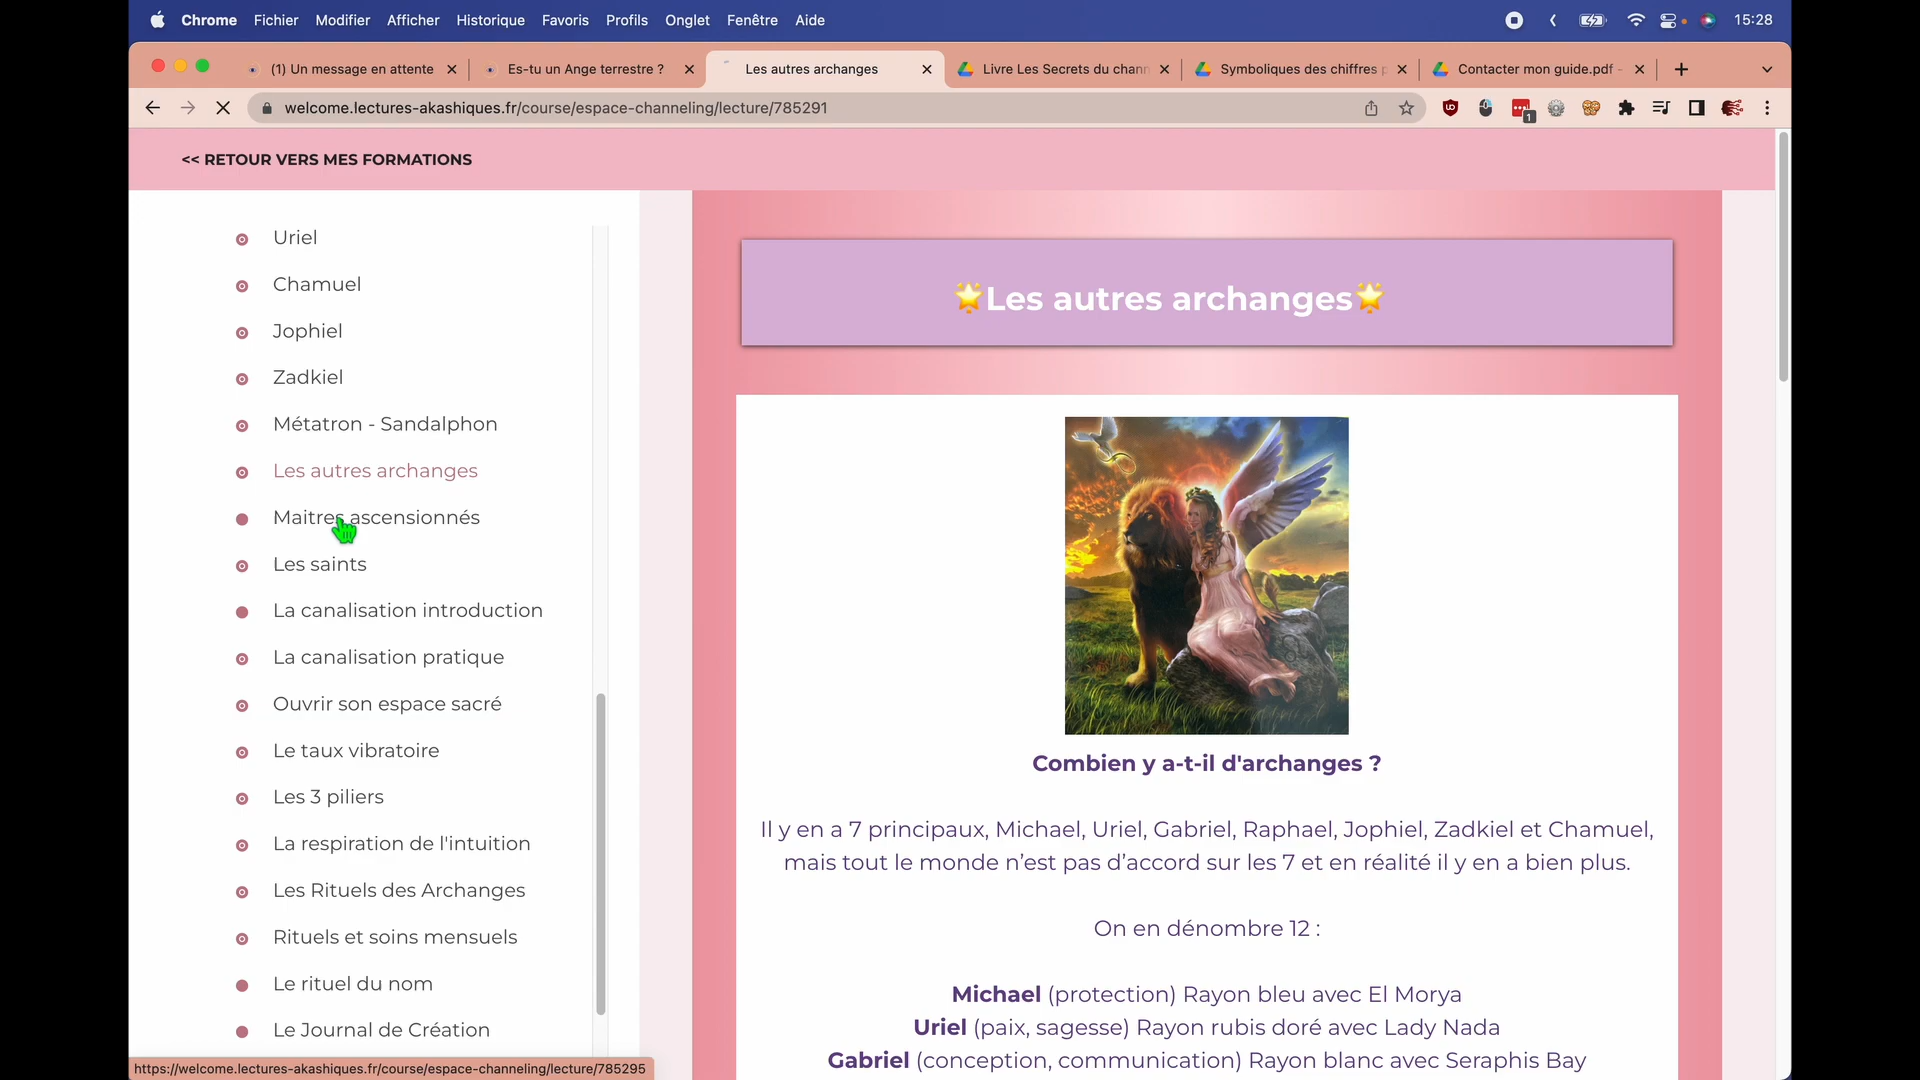 Chrome Fichier Modifier Afficher Historique Favoris Profils Onglet Fenêtre Aide 15:28
(1) Un message en attente
Es-tu un Ange terrestre ?
Les autres archanges
Livre Les Secrets du chann
Symboliques des chiffres p
Contacter mon guide.pdf -
welcome.lectures-akashiques.fr/course/espace-channeling/lecture/785291
1
<< RETOUR VERS MES FORMATIONS
Uriel
Chamuel
Jophiel
Zadkiel
Métatron - Sandalphon
Les autres archanges
Maitres ascensionnés
Les saints
La canalisation introduction
La canalisation pratique
Ouvrir son espace sacré
Le taux vibratoire
Les 3 piliers
La respiration de l'intuition
Les Rituels des Archanges
Rituels et soins mensuels
Le rituel du nom
Le Journal de Création
https://welcome.lectures-akashiques.fr/course/espace-channeling/lecture/785295
🌟Les autres archanges🌟
Combien y a-t-il d'archanges ?
Il y en a 7 principaux, Michael, Uriel, Gabriel, Raphael, Jophiel, Zadkiel et Chamuel,
mais tout le monde n’est pas d’accord sur les 7 et en réalité il y en a bien plus.
On en dénombre 12 :
Michael (protection) Rayon bleu avec El Morya
Uriel (paix, sagesse) Rayon rubis doré avec Lady Nada
Gabriel (conception, communication) Rayon blanc avec Seraphis Bay